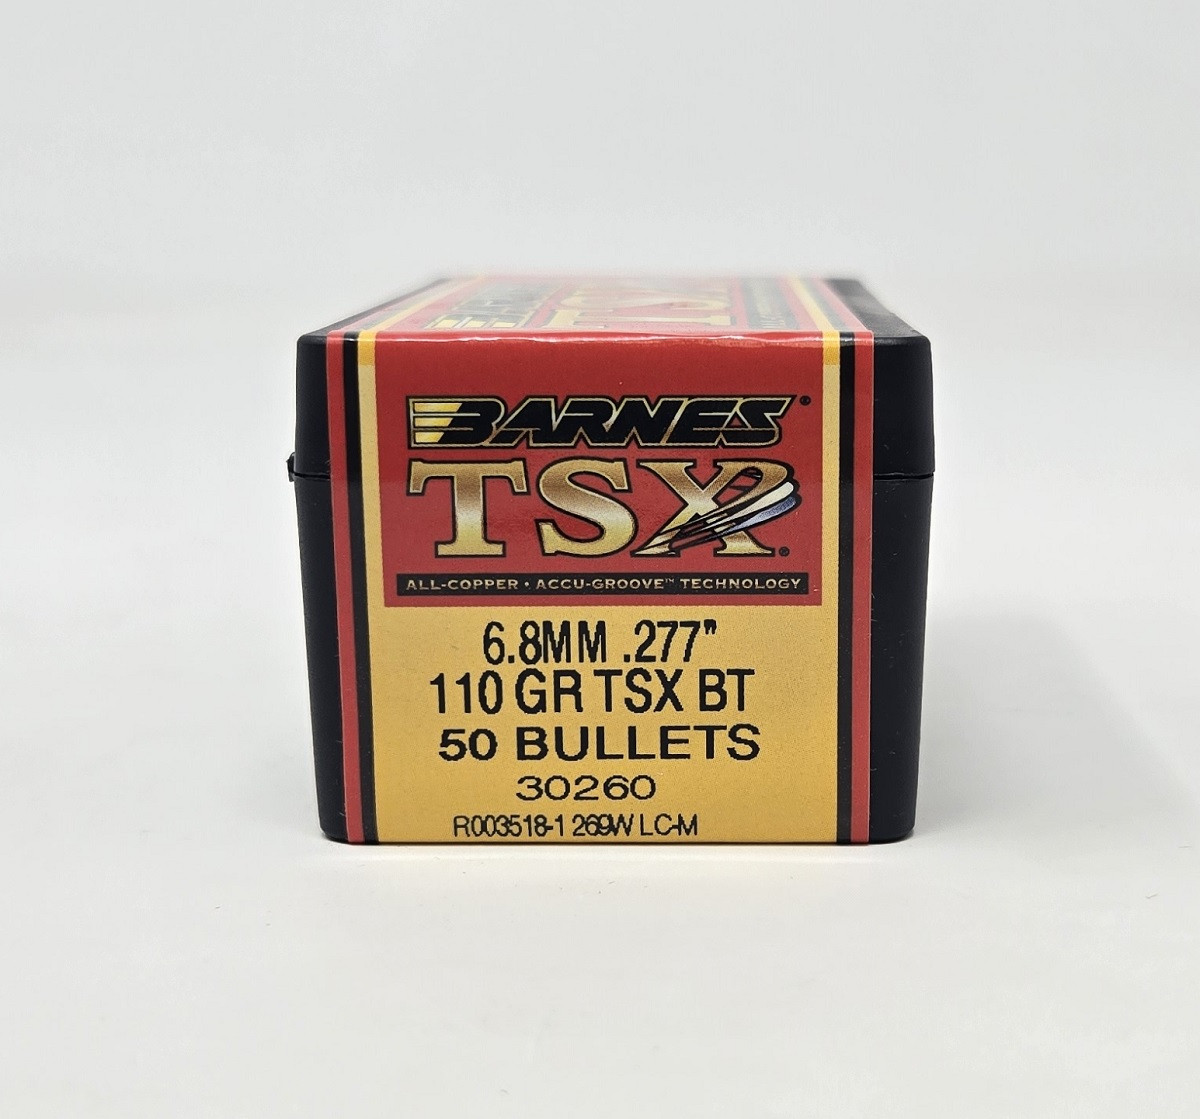 BARNES®
TSX®
ALL-COPPER • ACCU-GROOVE™ TECHNOLOGY
6.8MM .277"
110 GR TSX BT
50 BULLETS
30260
R003518-1 269W LC-M